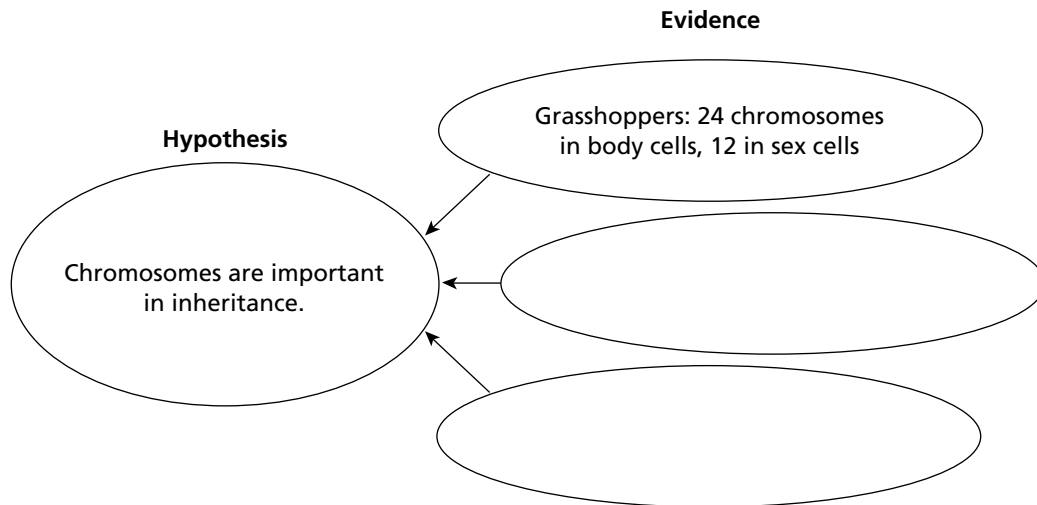 Evidence
Grasshoppers: 24 chromosomes
in body cells, 12 in sex cells
Hypothesis
Chromosomes are important
in inheritance.